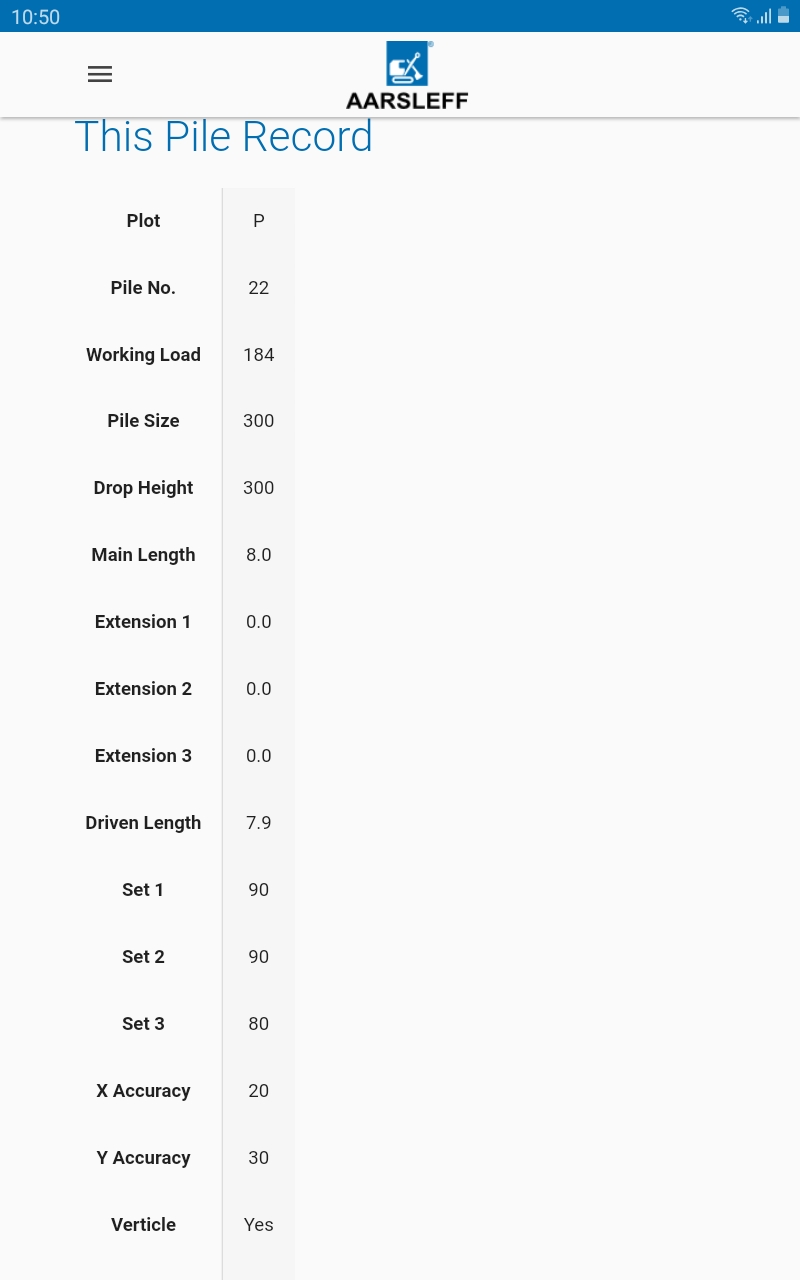 10:50
AARSLEFF
This Pile Record
Plot P
Pile No. 22
Working Load 184
Pile Size 300
Drop Height 300
Main Length 8.0
Extension 1 0.0
Extension 2 0.0
Extension 3 0.0
Driven Length 7.9
Set 1 90
Set 2 90
Set 3 80
X Accuracy 20
Y Accuracy 30
Verticle Yes